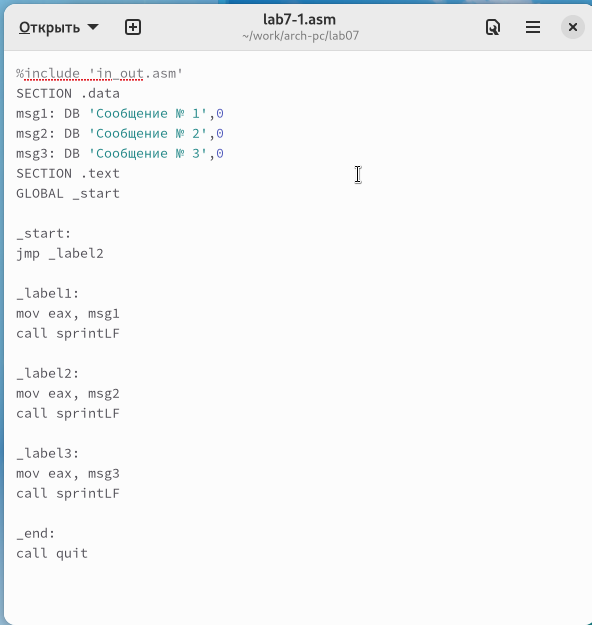 Открыть
lab7-1.asm
~/work/arch-pc/lab07
%include 'in_out.asm'
SECTION .data
msg1: DB 'Сообщение № 1',0
msg2: DB 'Сообщение № 2',0
msg3: DB 'Сообщение № 3',0
SECTION .text
GLOBAL _start
_start:
jmp _label2
_label1:
mov eax, msg1
call sprintLF
_label2:
mov eax, msg2
call sprintLF
_label3:
mov eax, msg3
call sprintLF
_end:
call quit